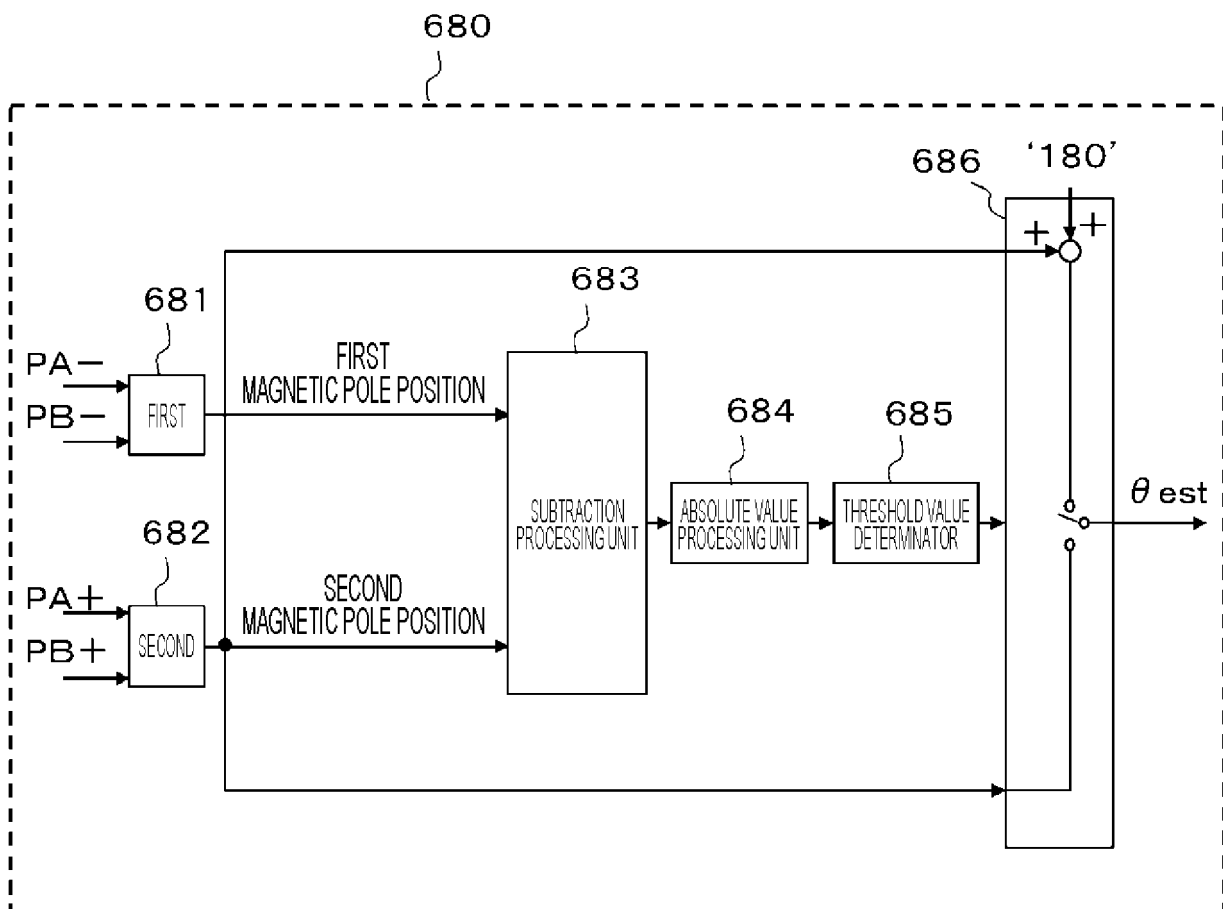 680
'180'
686
+ +
683
681
PA−
FIRST
MAGNETIC POLE POSITION
PB−
FIRST
684
685
θest
SUBTRACTION
PROCESSING UNIT
ABSOLUTE VALUE
PROCESSING UNIT
THRESHOLD VALUE
DETERMINATOR
682
PA+
SECOND
MAGNETIC POLE POSITION
PB+
SECOND